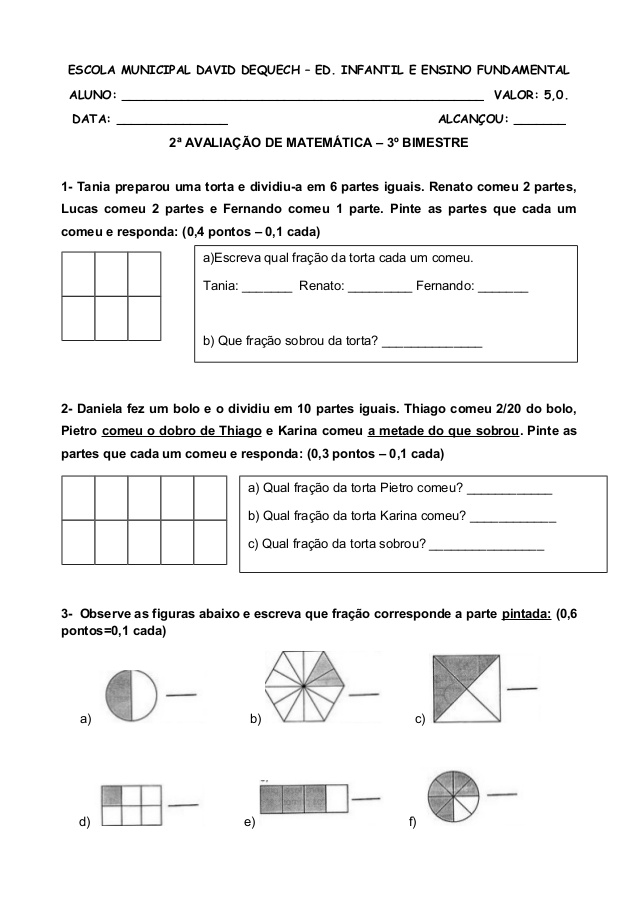 ESCOLA MUNICIPAL DAVID DEQUECH – ED. INFANTIL E ENSINO FUNDAMENTAL
ALUNO: ______________________________________________ VALOR: 5,0.
DATA: _______________ ALCANÇOU: _______
2ª AVALIAÇÃO DE MATEMÁTICA – 3º BIMESTRE
1- Tania preparou uma torta e dividiu-a em 6 partes iguais. Renato comeu 2 partes,
Lucas comeu 2 partes e Fernando comeu 1 parte. Pinte as partes que cada um
comeu e responda: (0,4 pontos – 0,1 cada)
a)Escreva qual fração da torta cada um comeu.
Tania: _______ Renato: _________ Fernando: _______
b) Que fração sobrou da torta? ______________
2- Daniela fez um bolo e o dividiu em 10 partes iguais. Thiago comeu 2/20 do bolo,
Pietro comeu o dobro de Thiago e Karina comeu a metade do que sobrou. Pinte as
partes que cada um comeu e responda: (0,3 pontos – 0,1 cada)
a) Qual fração da torta Pietro comeu? ____________
b) Qual fração da torta Karina comeu? ____________
c) Qual fração da torta sobrou? ________________
3- Observe as figuras abaixo e escreva que fração corresponde a parte pintada: (0,6
pontos=0,1 cada)
a) b) c)
d) e) f)